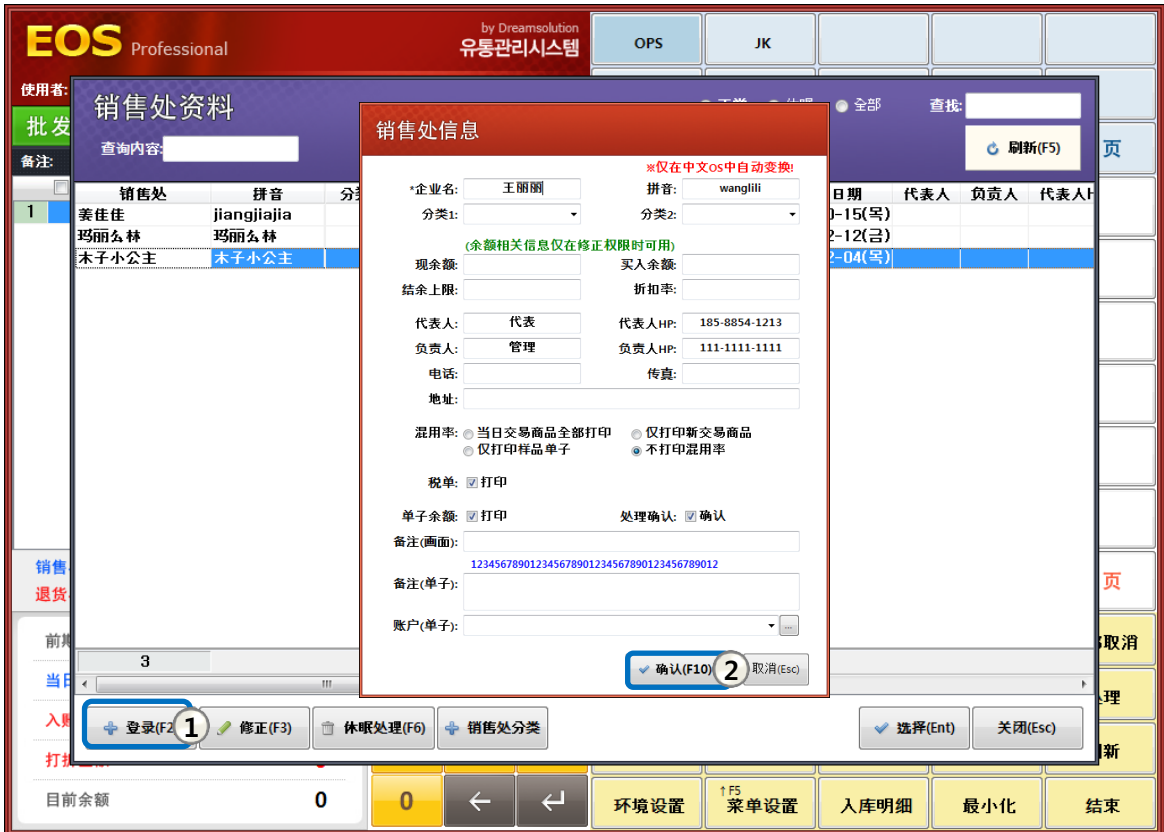 EOS Professional
by Dreamsolution
유통관리시스템
OPS
JK
使用者:
批发
备注:
1
页
销售处资料
全部
查找:
查询内容:
刷新(F5)
销售处 拼音 日期 代表人 负责人 代表人H
姜佳佳 jiangjiajia 0-15(목)
玛丽么林 玛丽么林 2-12(금)
木子小公主 木子小公主 2-04(목)
3
销售处信息
※仅在中文OS中自动变换!
*企业名: 王丽丽 拼音: wanglili
分类1: 分类2:
(余额相关信息仅在修正权限时可用)
现余额: 买入余额:
结余上限: 折扣率:
代表人: 代表 代表人HP: 185-8854-1213
负责人: 管理 负责人HP: 111-1111-1111
电话: 传真:
地址:
混用率: 当日交易商品全部打印 仅打印新交易商品
仅打印样品单子 不打印混用率
税单: 打印
单子余额: 打印 处理确认: 确认
备注(画面):
123456789012345678901234567890123456789012
备注(单子):
账户(单子): ...
确认(F10) 2 取消(Esc)
登录(F2 1 修正(F3) 休眠处理(F6) 销售处分类 选择(Ent) 关闭(Esc)
销售
退货
页
前期
当日
入账
取消
目前余额 0
0 ← ↵ 环境设置 ↑F5 菜单设置 入库明细 最小化 结束